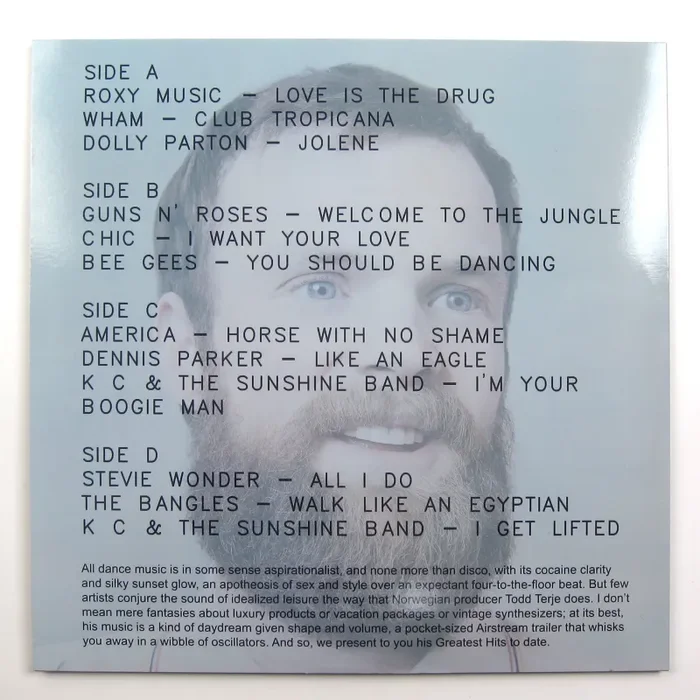 SIDE A
ROXY MUSIC – LOVE IS THE DRUG
WHAM – CLUB TROPICANA
DOLLY PARTON – JOLENE
SIDE B
GUNS N' ROSES – WELCOME TO THE JUNGLE
CHIC – I WANT YOUR LOVE
BEE GEES – YOU SHOULD BE DANCING
SIDE C
AMERICA – HORSE WITH NO SHAME
DENNIS PARKER – LIKE AN EAGLE
K C & THE SUNSHINE BAND – I'M YOUR
BOOGIE MAN
SIDE D
STEVIE WONDER – ALL I DO
THE BANGLES – WALK LIKE AN EGYPTIAN
K C & THE SUNSHINE BAND – I GET LIFTED
All dance music is in some sense aspirationalist, and none more than disco, with its cocaine clarity
and silky sunset glow, an apotheosis of sex and style over an expectant four-to-the-floor beat. But few
artists conjure the sound of idealized leisure the way that Norwegian producer Todd Terje does. I don't
mean mere fantasies about luxury products or vacation packages or vintage synthesizers; at its best,
his music is a kind of daydream given shape and volume, a pocket-sized Airstream trailer that whisks
you away in a wibble of oscillators. And so, we present to you his Greatest Hits to date.